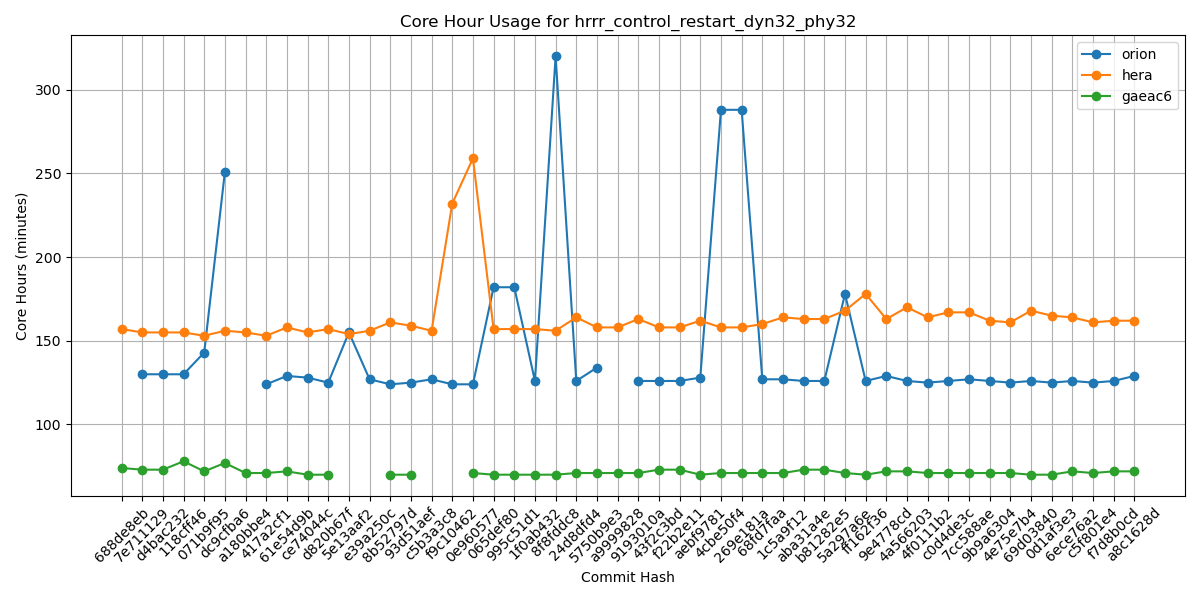 Core Hour Usage for hrrr_control_restart_dyn32_phy32
orion
hera
gaeac6
Core Hours (minutes)
300
250
200
150
100
688de8eb
7e711129
d4bac232
118cff46
071b9f95
dc9cfba6
a180bbe4
417a2cf1
61e54d9b
ce74044c
d820b67f
5e13aaf2
e39a250c
8b52797d
93d51aef
c5b3a3c8
f9c10462
0e960577
065def80
995c51d1
1f0ab432
8f8fddc8
24d8dfd4
5750b9e3
a9999828
9193010a
43f2c3bd
f22b2e11
aebf9781
4cbe50f4
269e181a
68fd7faa
1c5a9f12
aba31a4e
b81282e5
5a297a6e
ff162f36
9e4778cd
4a566203
4f011b2
c0d4de3c
7cc588ae
9b9a6304
4e75e7b4
69d03840
0d1af3e3
6ece76a2
c5f801e4
f7d8b0cd
a8c1628d
Commit Hash